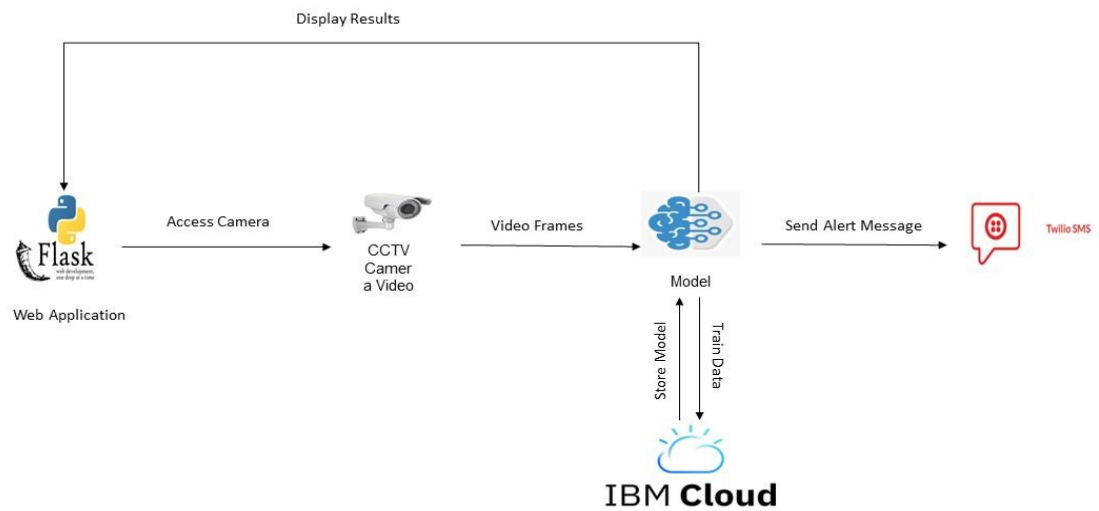 Display Results
Access Camera
Video Frames
Send Alert Message
Flask
web development,
one drop at a time
CCTV
Camer
a Video
Twilio SMS
Model
Web Application
Store Model
Train Data
IBM Cloud